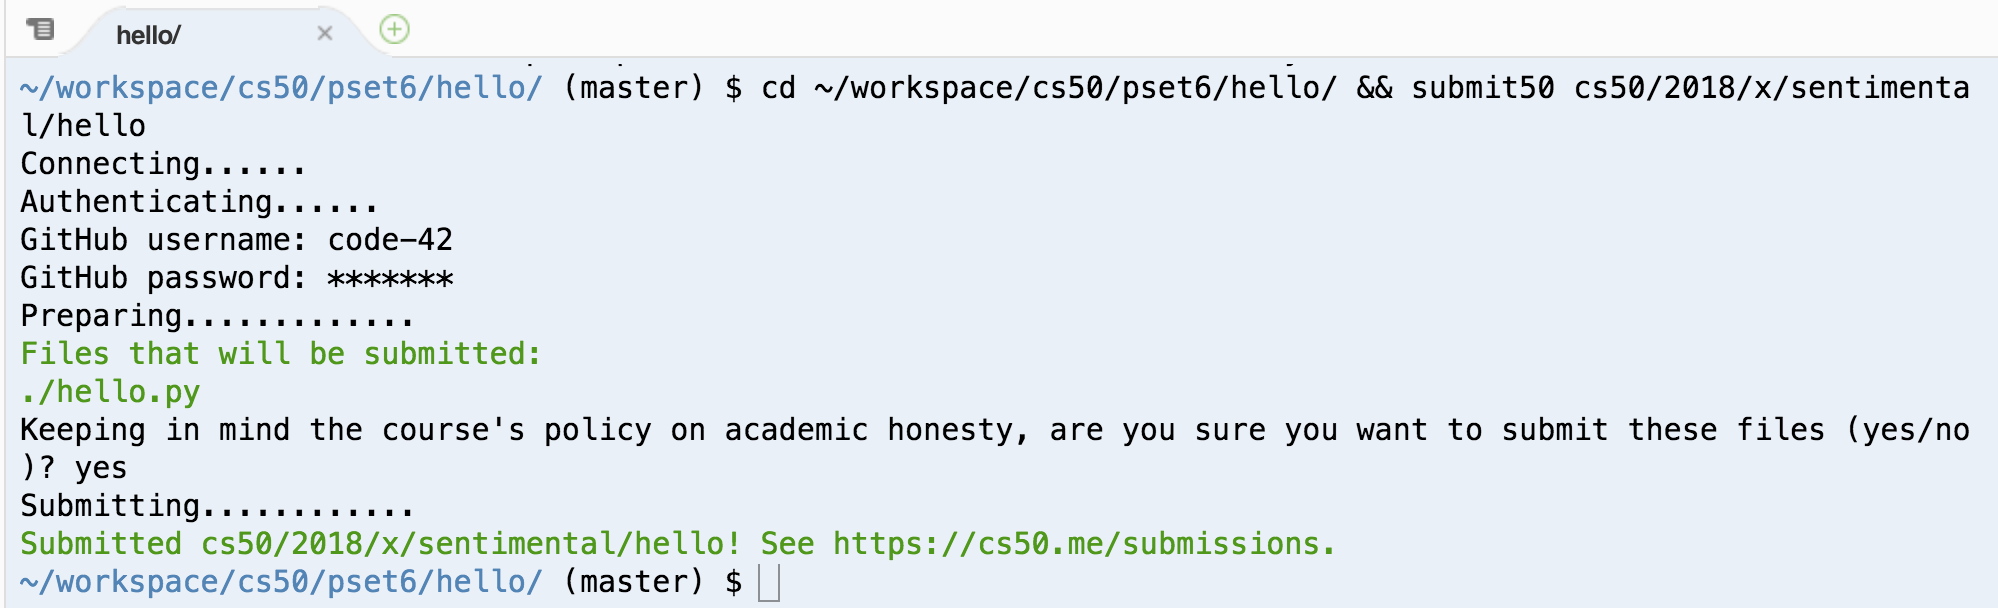 hello/
~/workspace/cs50/pset6/hello/ (master) $ cd ~/workspace/cs50/pset6/hello/ && submit50 cs50/2018/x/sentimenta
l/hello
Connecting......
Authenticating......
GitHub username: code-42
GitHub password: *******
Preparing.............
Files that will be submitted:
./hello.py
Keeping in mind the course's policy on academic honesty, are you sure you want to submit these files (yes/no
)? yes
Submitting............
Submitted cs50/2018/x/sentimental/hello! See https://cs50.me/submissions.
~/workspace/cs50/pset6/hello/ (master) $